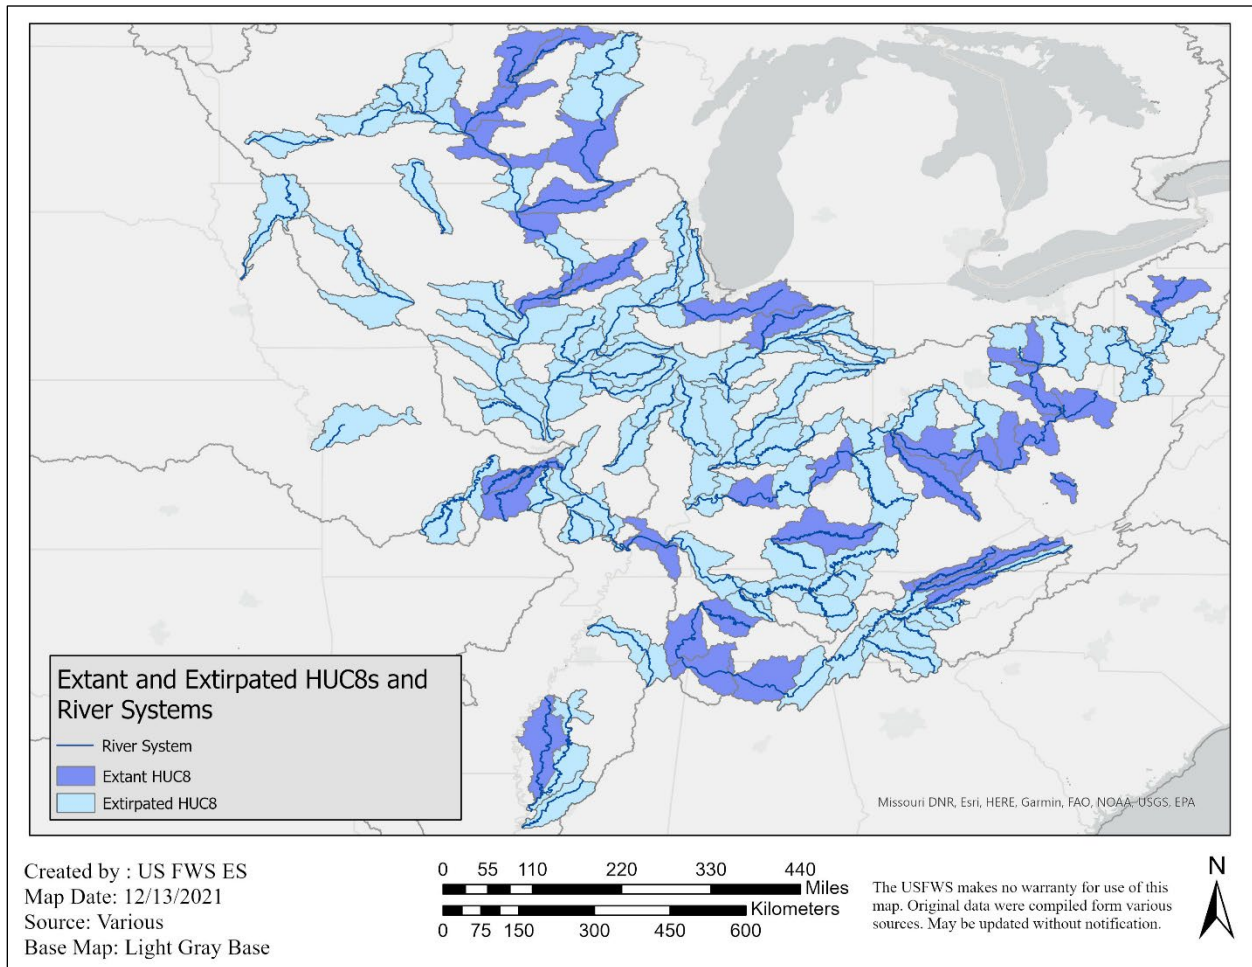 Extant and Extirpated HUC8s and
River Systems
River System
Extant HUC8
Extirpated HUC8
Missouri DNR, Esri, HERE, Garmin, FAO, NOAA, USGS, EPA
Created by : US FWS ES
Map Date: 12/13/2021
Source: Various
Base Map: Light Gray Base
0 55 110 220 330 440
Miles
Kilometers
0 75 150 300 450 600
The USFWS makes no warranty for use of this
map. Original data were compiled form various
sources. May be updated without notification.
N